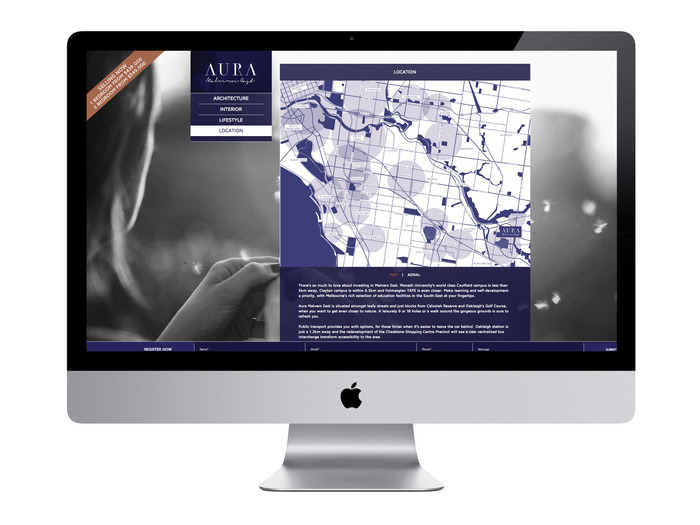 SELLING NOW
1 BEDROOM FROM $399,000
2 BEDROOM FROM $549,000
AURA
Malvern East
ARCHITECTURE
INTERIOR
LIFESTYLE
LOCATION
LOCATION
AURA
MAP | AERIAL
There's so much to love about investing in Malvern East. Monash University's world class Caulfield campus is less then
5km away, Clayton campus is within 6.5km and Holmesglen TAFE is even closer. Make learning and self-development
a priority, with Melbourne's rich selection of education facilities in the South-East at your fingertips.
Aura Malvern East is situated amongst leafy streets and just blocks from Caloolah Reserve and Oakleigh's Golf Course,
when you want to get even closer to nature. A leisurely 9 or 18 holes or a walk around the gorgeous grounds is sure to
refresh you.
Public transport provides you with options, for those times when it's easier to leave the car behind. Oakleigh station is
just a 1.2km away and the redevelopment of the Chadstone Shopping Centre Precinct will see a new centralised bus
interchange transform accessibility to the area.
REGISTER NOW
Name*
Email*
Phone*
Message
SUBMIT